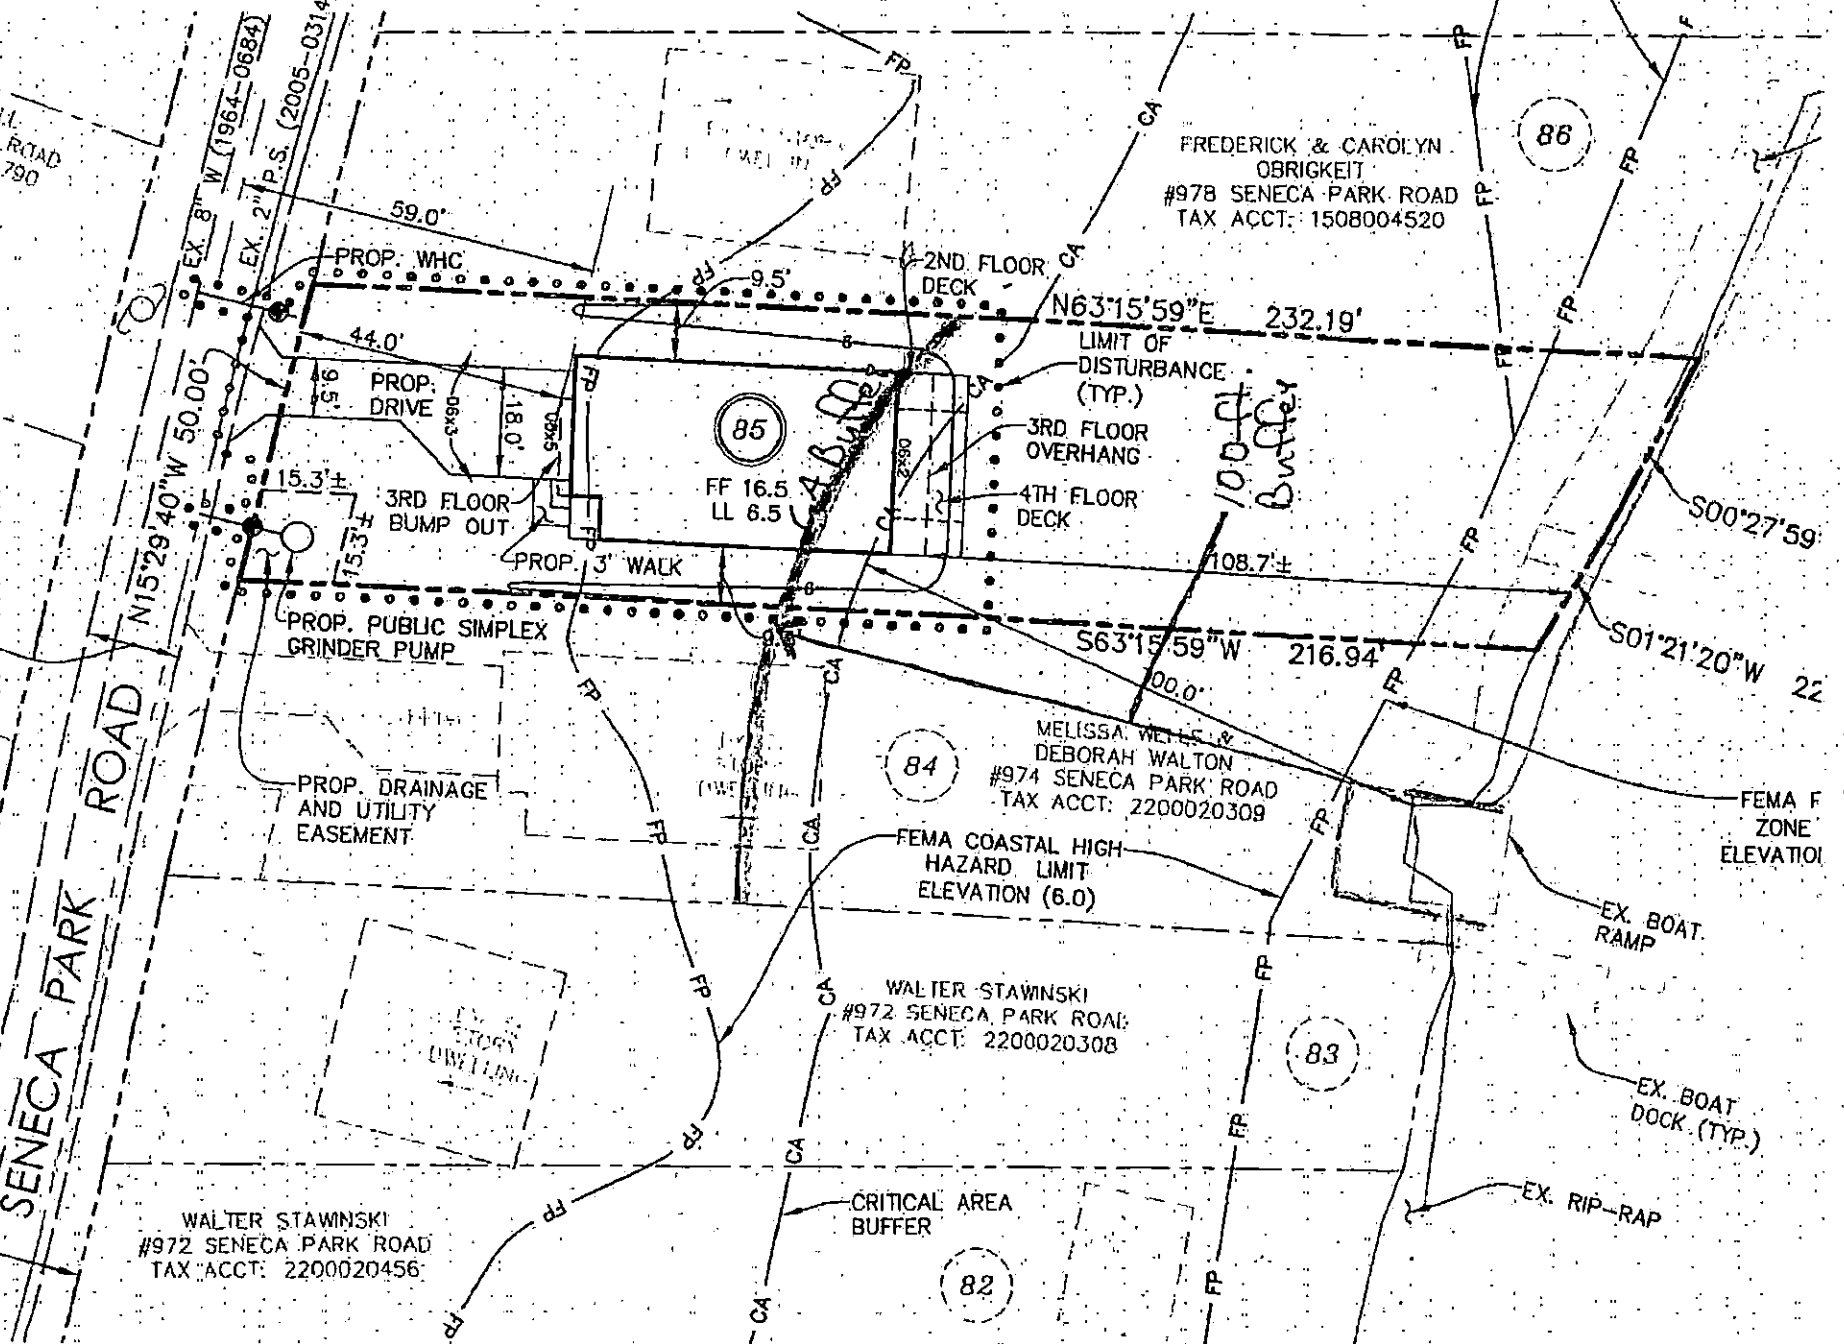 EX. 8" W (1964-0684)
EX. 2" P.S. (2005-0314
ROAD
790
59.0'
PROP. WHC
9.5'
2ND FLOOR
DECK
FREDERICK & CAROLYN
OBRIGKEIT
#978 SENECA PARK ROAD
TAX ACCT: 1508004520
86
N63°15'59"E 232.19'
44.0'
9.5'
PROP.
DRIVE
18.0'
85
FF 16.5
LL 6.5
LIMIT OF
DISTURBANCE
(TYP.)
3RD FLOOR
OVERHANG
4TH FLOOR
DECK
100 ft
Buffer
N15°29'40"W 50.00'
15.3'±
15.3'±
3RD FLOOR
BUMP OUT
PROP. 3' WALK
108.7'±
S00°27'59
S01°21'20"W 22
S63°15'59"W 216.94'
PROP. PUBLIC SIMPLEX
GRINDER PUMP
00.0'
84
MELISSA WELLS &
DEBORAH WALTON
#974 SENECA PARK ROAD
TAX ACCT: 2200020309
PROP. DRAINAGE
AND UTILITY
EASEMENT
FEMA COASTAL HIGH
HAZARD LIMIT
ELEVATION (6.0)
FEMA F
ZONE
ELEVATIO
EX. BOAT
RAMP
WALTER STAWINSKI
#972 SENECA PARK ROAD
TAX ACCT: 2200020308
83
STORY
DWELLING
EX. BOAT
DOCK (TYP.)
SENECA PARK ROAD
WALTER STAWINSKI
#972 SENECA PARK ROAD
TAX ACCT: 2200020456
CRITICAL AREA
BUFFER
82
EX. RIP-RAP
FP
CA